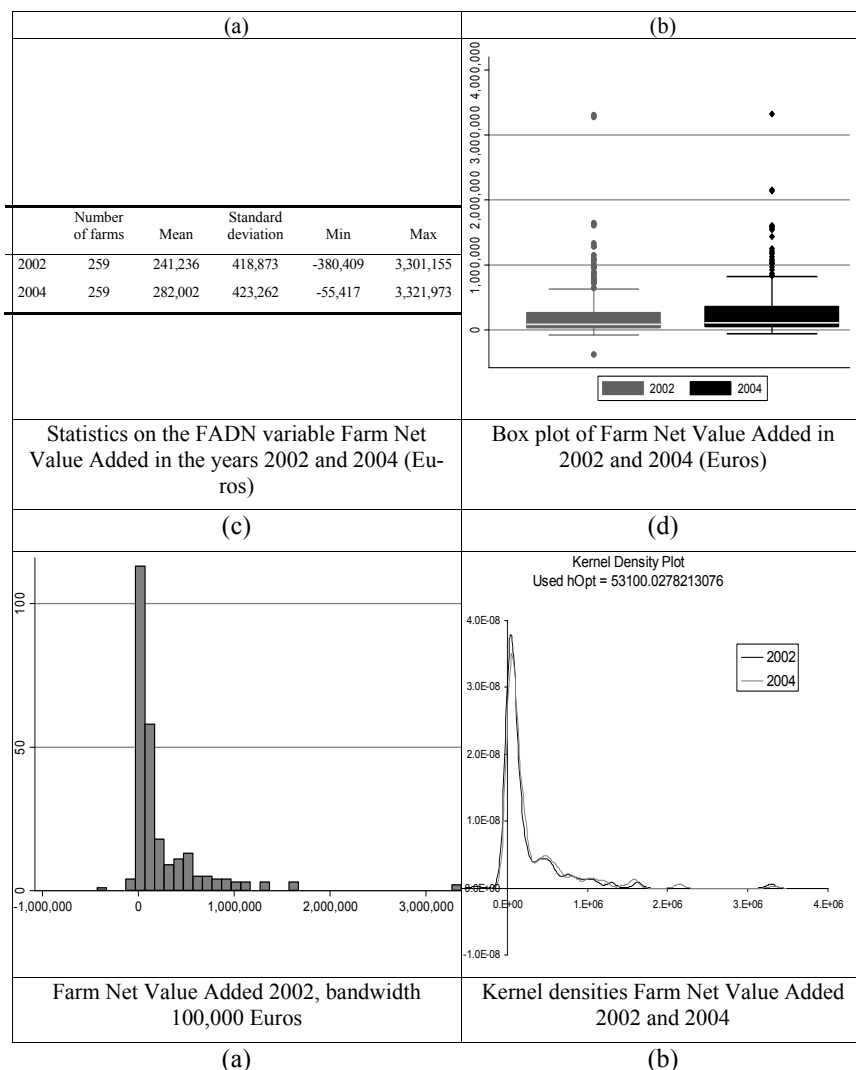 (a)
Number of farms Mean Standard deviation Min Max
2002 259 241,236 418,873 -380,409 3,301,155
2004 259 282,002 423,262 -55,417 3,321,973
Statistics on the FADN variable Farm Net
Value Added in the years 2002 and 2004 (Eu-
ros)
(b)
4,000,000
3,000,000
2,000,000
1,000,000
0
2002 2004
Box plot of Farm Net Value Added in
2002 and 2004 (Euros)
(c)
100
50
0
-1,000,000 0 1,000,000 2,000,000 3,000,000
Farm Net Value Added 2002, bandwidth
100,000 Euros
(d)
Kernel Density Plot
Used hOpt = 53100.0278213076
4.0E-08
3.0E-08
2.0E-08
1.0E-08
0.0E+00
-1.0E-08
2002
2004
0.E+00 1.E+06 2.E+06 3.E+06 4.E+06
Kernel densities Farm Net Value Added
2002 and 2004
(a) (b)